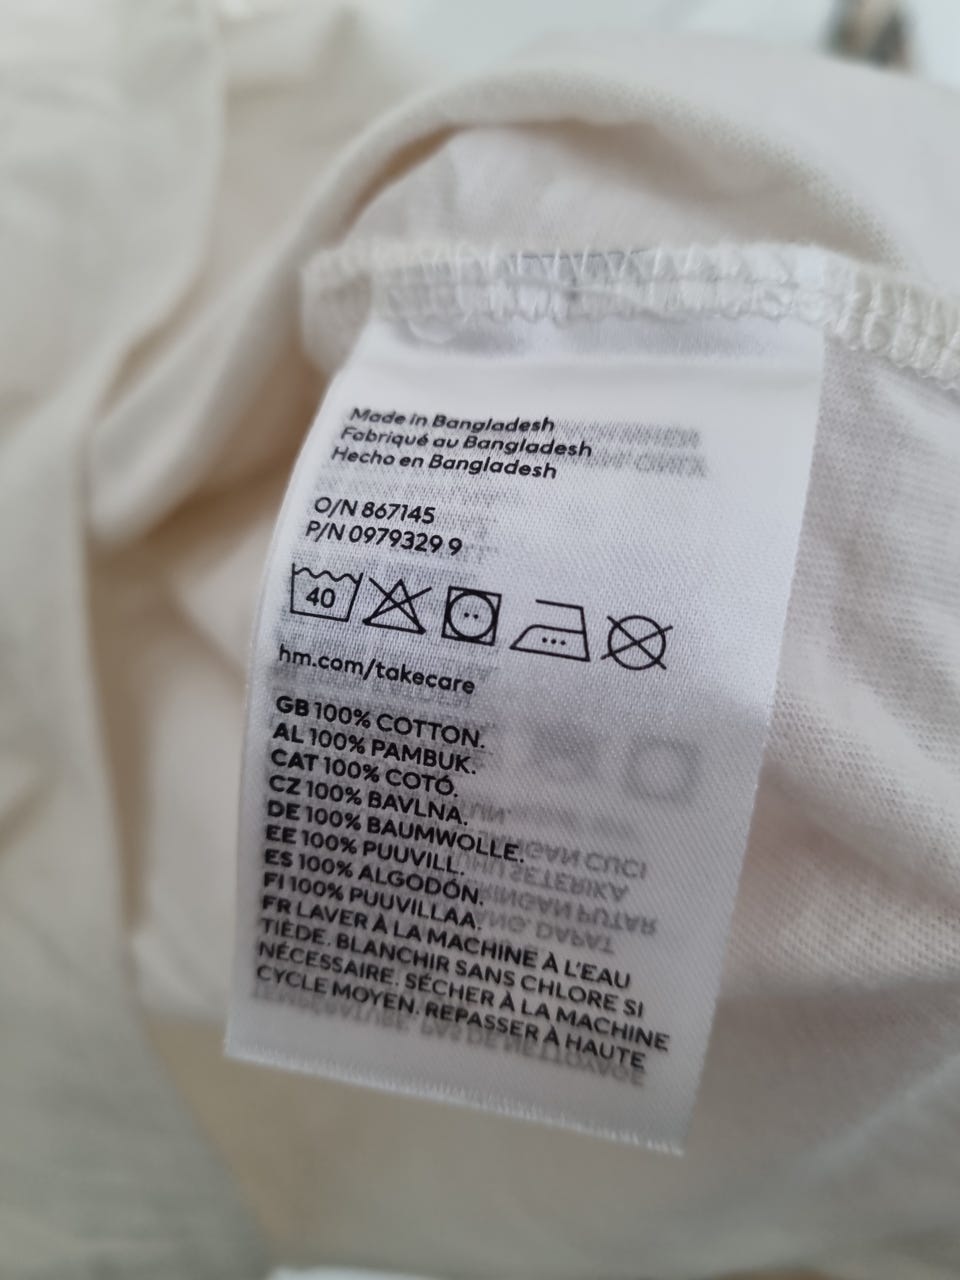 Made in Bangladesh
Fabriqué au Bangladesh
Hecho en Bangladesh
O/N 867145
P/N 0979329 9
40
hm.com/takecare
GB 100% COTTON.
AL 100% PAMBUK.
CAT 100% COTÓ.
CZ 100% BAVLNA.
DE 100% BAUMWOLLE.
EE 100% PUUVILL.
ES 100% ALGODÓN.
FI 100% PUUVILLAA.
FR LAVER À LA MACHINE À L'EAU
TIÈDE. BLANCHIR SANS CHLORE SI
NÉCESSAIRE. SÉCHER À LA MACHINE
CYCLE MOYEN. REPASSER À HAUTE